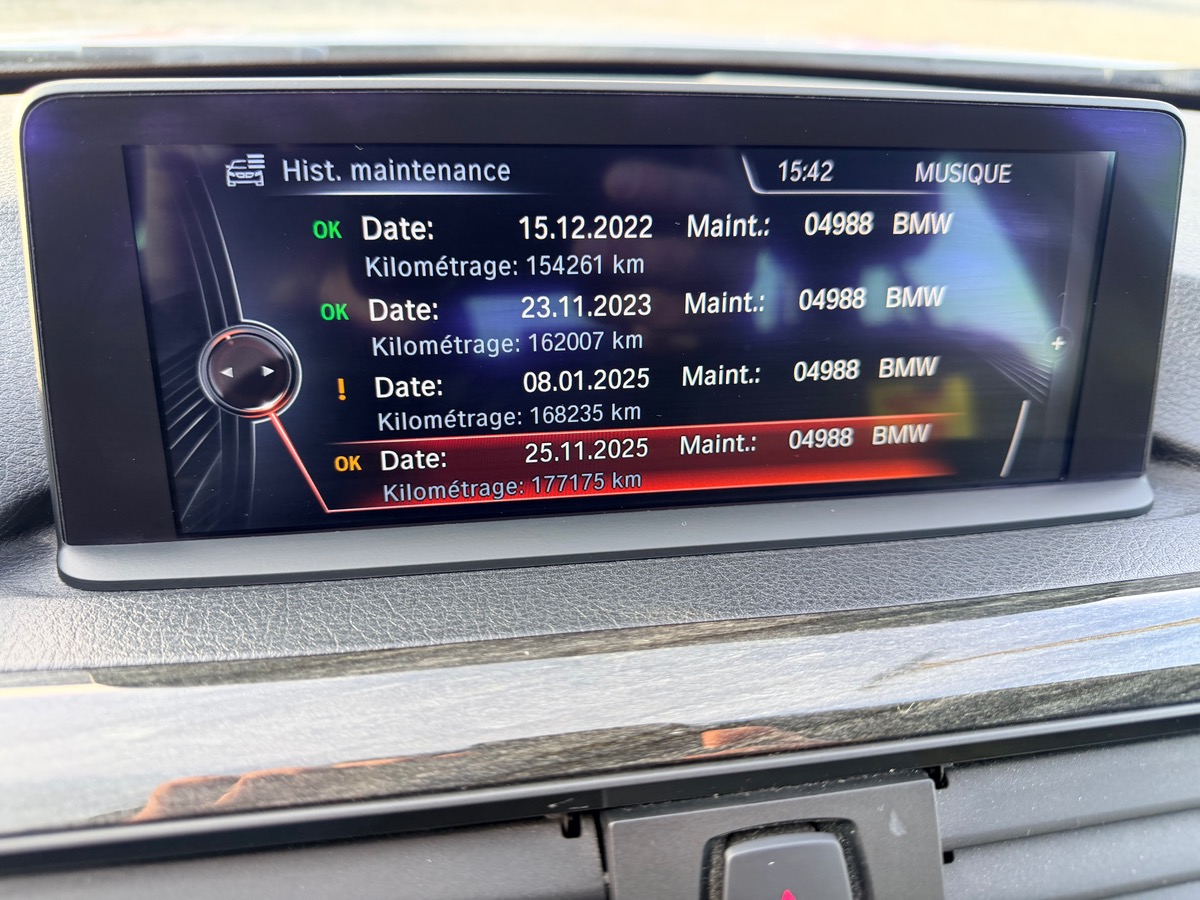 Hist. maintenance 15:42 MUSIQUE
OK Date: 15.12.2022 Maint.: 04988 BMW
Kilométrage: 154261 km
OK Date: 23.11.2023 Maint.: 04988 BMW
Kilométrage: 162007 km
! Date: 08.01.2025 Maint.: 04988 BMW
Kilométrage: 168235 km
OK Date: 25.11.2025 Maint.: 04988 BMW
Kilométrage: 177175 km